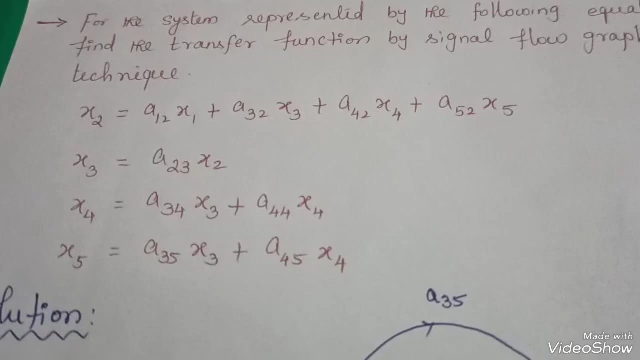 → For the system represented by the following equa
find the transfer function by signal flow graph
technique.
x₂ = a₁₂ x₁ + a₃₂ x₃ + a₄₂ x₄ + a₅₂ x₅
x₃ = a₂₃ x₂
x₄ = a₃₄ x₃ + a₄₄ x₄
x₅ = a₃₅ x₃ + a₄₅ x₄
lution:
a₃₅
Made with
VideoShow